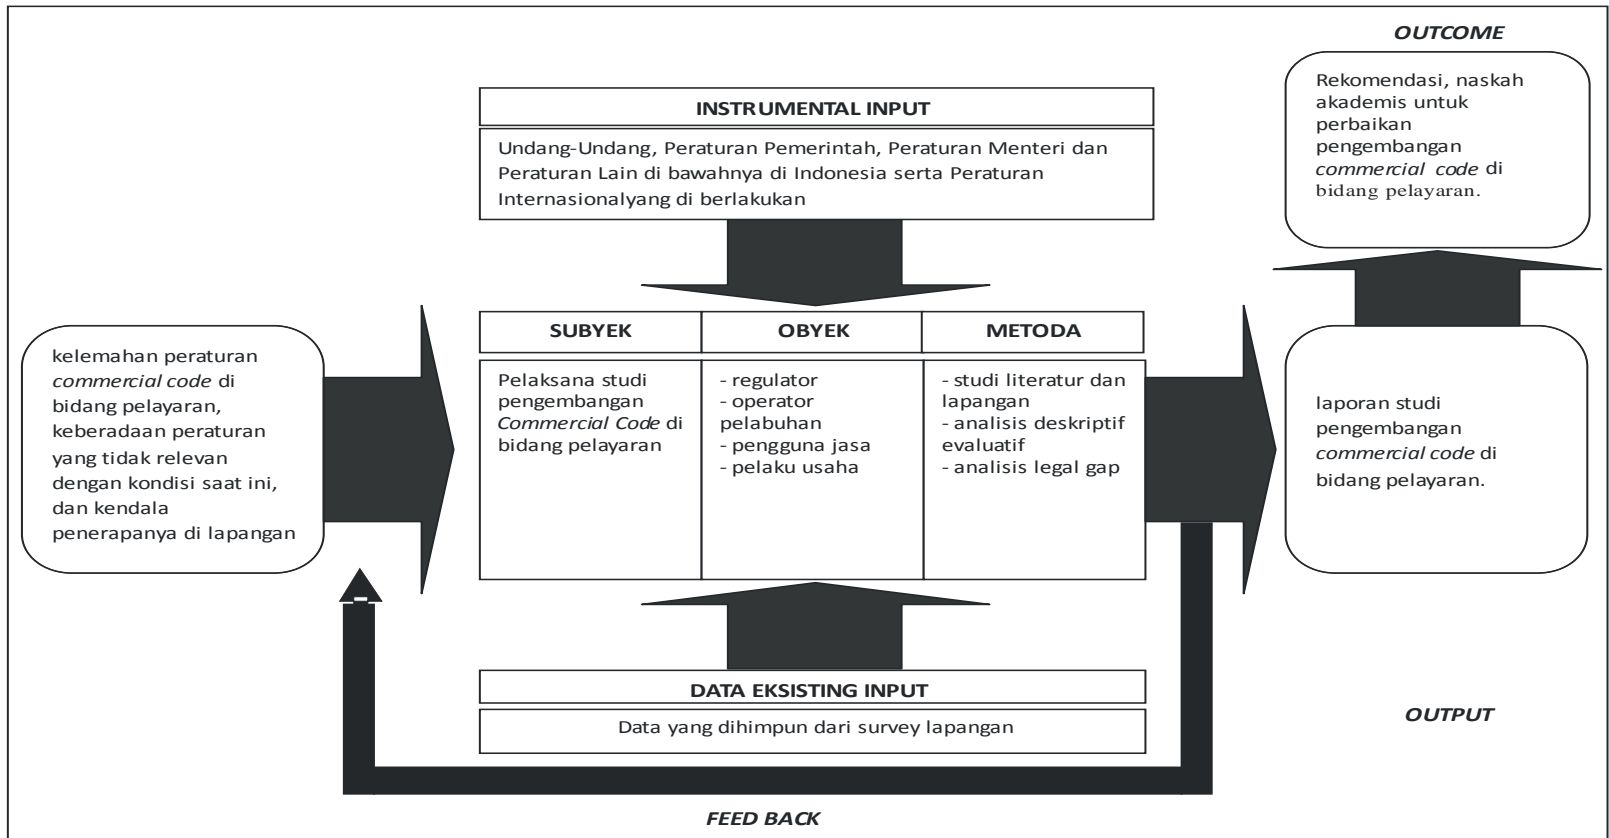 OUTCOME
Rekomendasi, naskah
akademis untuk
perbaikan
pengembangan
commercial code di
bidang pelayaran.
INSTRUMENTAL INPUT
Undang-Undang, Peraturan Pemerintah, Peraturan Menteri dan
Peraturan Lain di bawahnya di Indonesia serta Peraturan
Internasionalyang di berlakukan
kelemahan peraturan
commercial code di
bidang pelayaran,
keberadaan peraturan
yang tidak relevan
dengan kondisi saat ini,
dan kendala
penerapanya di lapangan
SUBYEK
Pelaksana studi
pengembangan
Commercial Code di
bidang pelayaran
OBYEK
- regulator
- operator
pelabuhan
- pengguna jasa
- pelaku usaha
METODA
- studi literatur dan
lapangan
- analisis deskriptif
evaluatif
- analisis legal gap
laporan studi
pengembangan
commercial code di
bidang pelayaran.
DATA EKSISTING INPUT
Data yang dihimpun dari survey lapangan
OUTPUT
FEED BACK